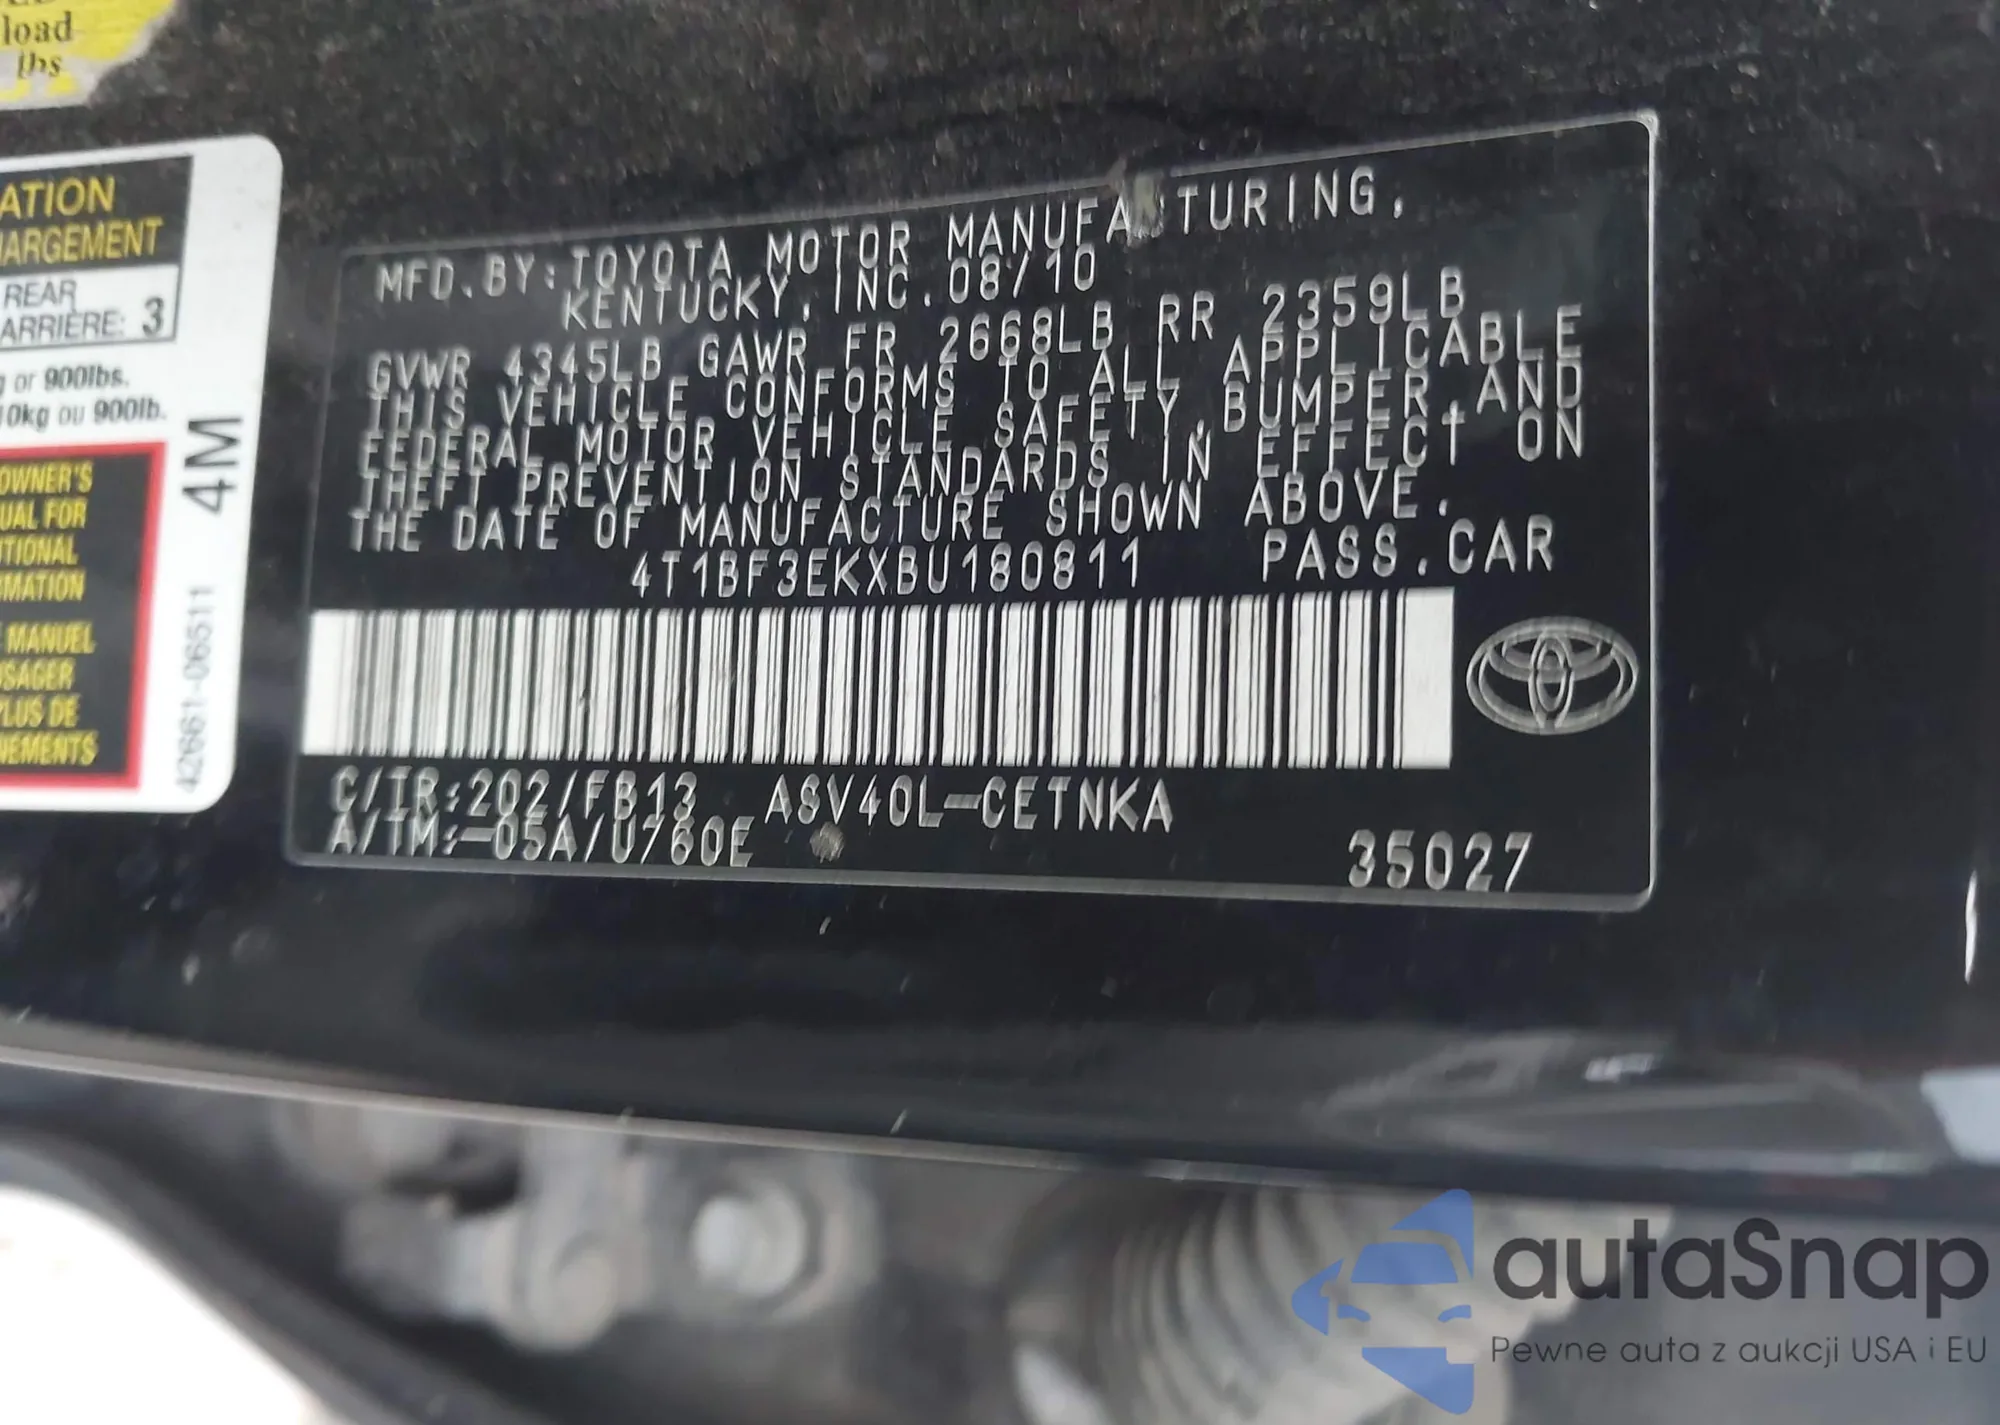 load
lbs
ATION
HARGEMENT
REAR
ARRIÈRE: 3
g or 900lbs.
10kg ou 900lb.
OWNER'S
UAL FOR
ITIONAL
RMATION
MANUEL
USAGER
PLUS DE
NEMENTS
4M
42661-06511
MFD. BY: TOYOTA MOTOR MANUFACTURING,
KENTUCKY, INC. 08/10
GVWR 4345LB GAWR FR 2668LB RR 2359LB
THIS VEHICLE CONFORMS TO ALL APPLICABLE
FEDERAL MOTOR VEHICLE SAFETY, BUMPER, AND
THEFT PREVENTION STANDARDS IN EFFECT ON
THE DATE OF MANUFACTURE SHOWN ABOVE.
4T1BF3EKXBU180811 PASS.CAR
C/TR:202/FB13 ASV40L-CETNKA
A/TM:-05A/U760E
35027
autoSnap
Pewne auta z aukcji USA i EU